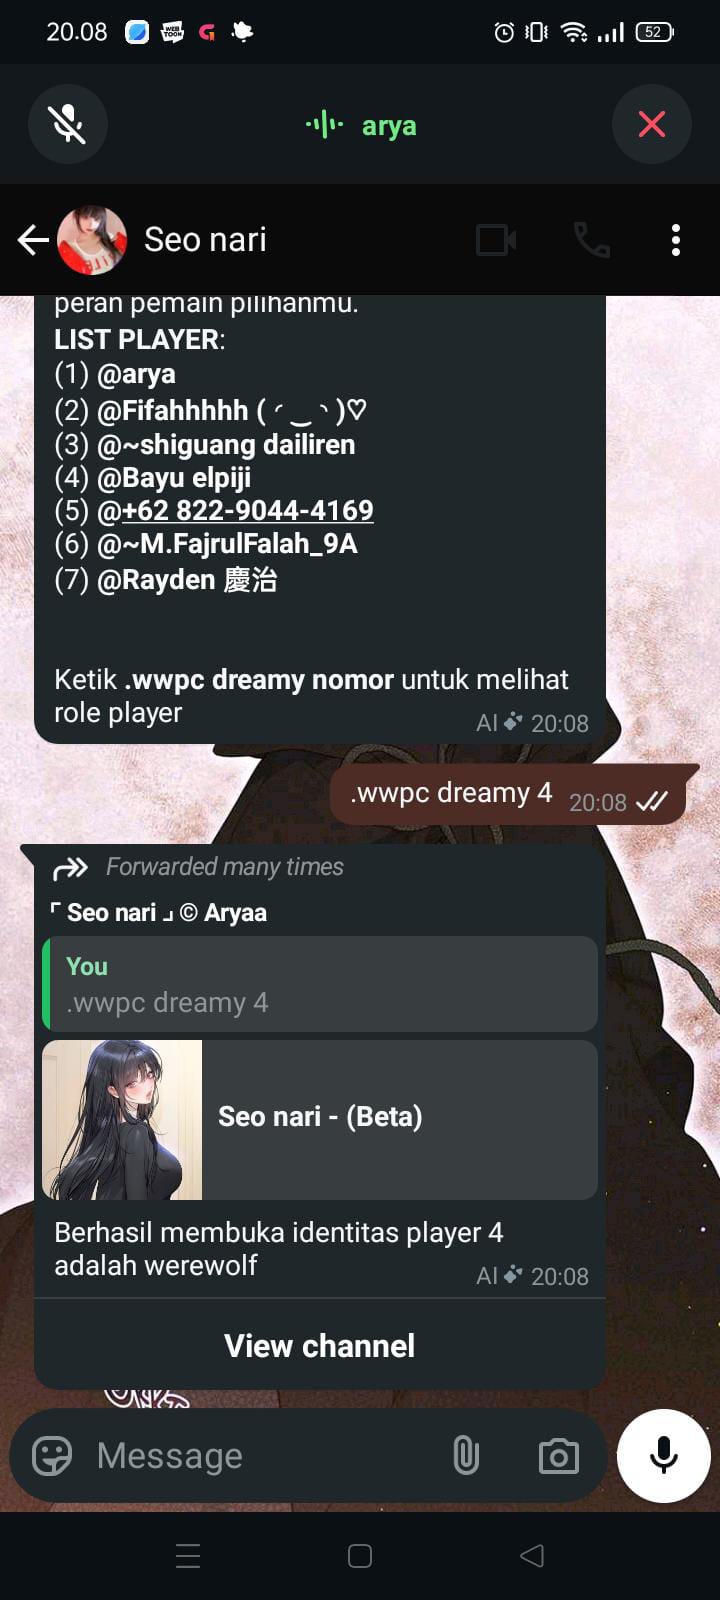 20.08
52
arya
Seo nari
peran pemain pilihanmu.
LIST PLAYER:
(1) @arya
(2) @Fifahhhhh (◜‿◝)♡
(3) @~shiguang dailiren
(4) @Bayu elpiji
(5) @+62 822-9044-4169
(6) @~M.FajrulFalah_9A
(7) @Rayden 慶治
Ketik .wwpc dreamy nomor untuk melihat
role player
AI 20:08
.wwpc dreamy 4 20:08
Forwarded many times
「 Seo nari 」 © Aryaa
You
.wwpc dreamy 4
Seo nari - (Beta)
Berhasil membuka identitas player 4
adalah werewolf
AI 20:08
View channel
Message